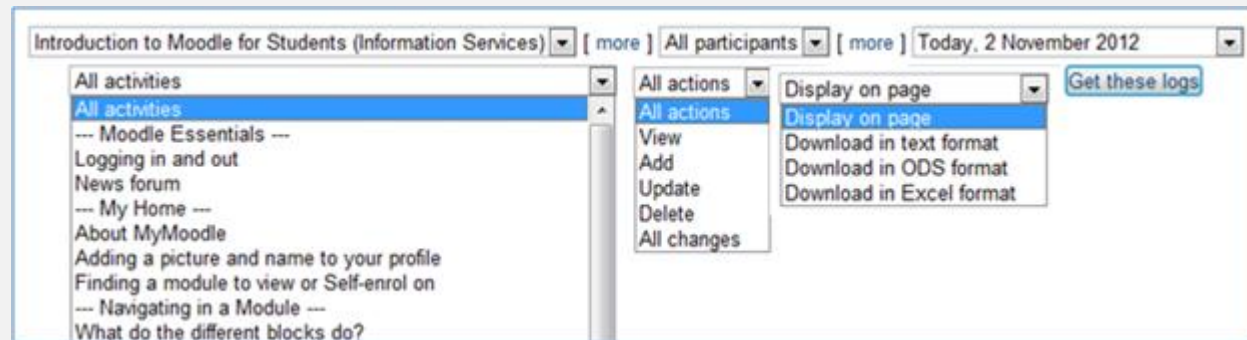 Introduction to Moodle for Students (Information Services) [ more ] All participants [ more ] Today, 2 November 2012
All activities
All activities
--- Moodle Essentials ---
Logging in and out
News forum
--- My Home ---
About MyMoodle
Adding a picture and name to your profile
Finding a module to view or Self-enrol on
--- Navigating in a Module ---
What do the different blocks do?
All actions
All actions
View
Add
Update
Delete
All changes
Display on page
Display on page
Download in text format
Download in ODS format
Download in Excel format
Get these logs